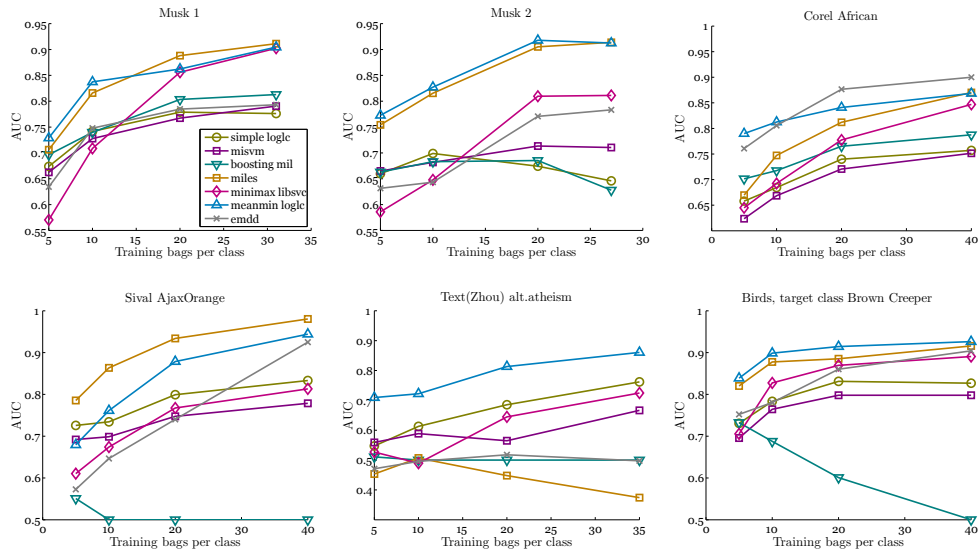 Musk 1
0.95
0.9
0.85
0.8
0.75
0.7
0.65
0.6
0.55
AUC
5 10 15 20 25 30 35
Training bags per class
simple loglc
misvm
boosting mil
miles
minimax libsvc
meanmin loglc
emdd
Musk 2
0.95
0.9
0.85
0.8
0.75
0.7
0.65
0.6
0.55
AUC
5 10 15 20 25 30
Training bags per class
Corel African
1
0.95
0.9
0.85
0.8
0.75
0.7
0.65
AUC
0 10 20 30 40
Training bags per class
Sival AjaxOrange
1
0.9
0.8
0.7
0.6
0.5
AUC
0 10 20 30 40
Training bags per class
Text(Zhou) alt.atheism
1
0.9
0.8
0.7
0.6
0.5
0.4
AUC
5 10 15 20 25 30 35
Training bags per class
Birds, target class Brown Creeper
1
0.9
0.8
0.7
0.6
0.5
AUC
0 10 20 30 40
Training bags per class